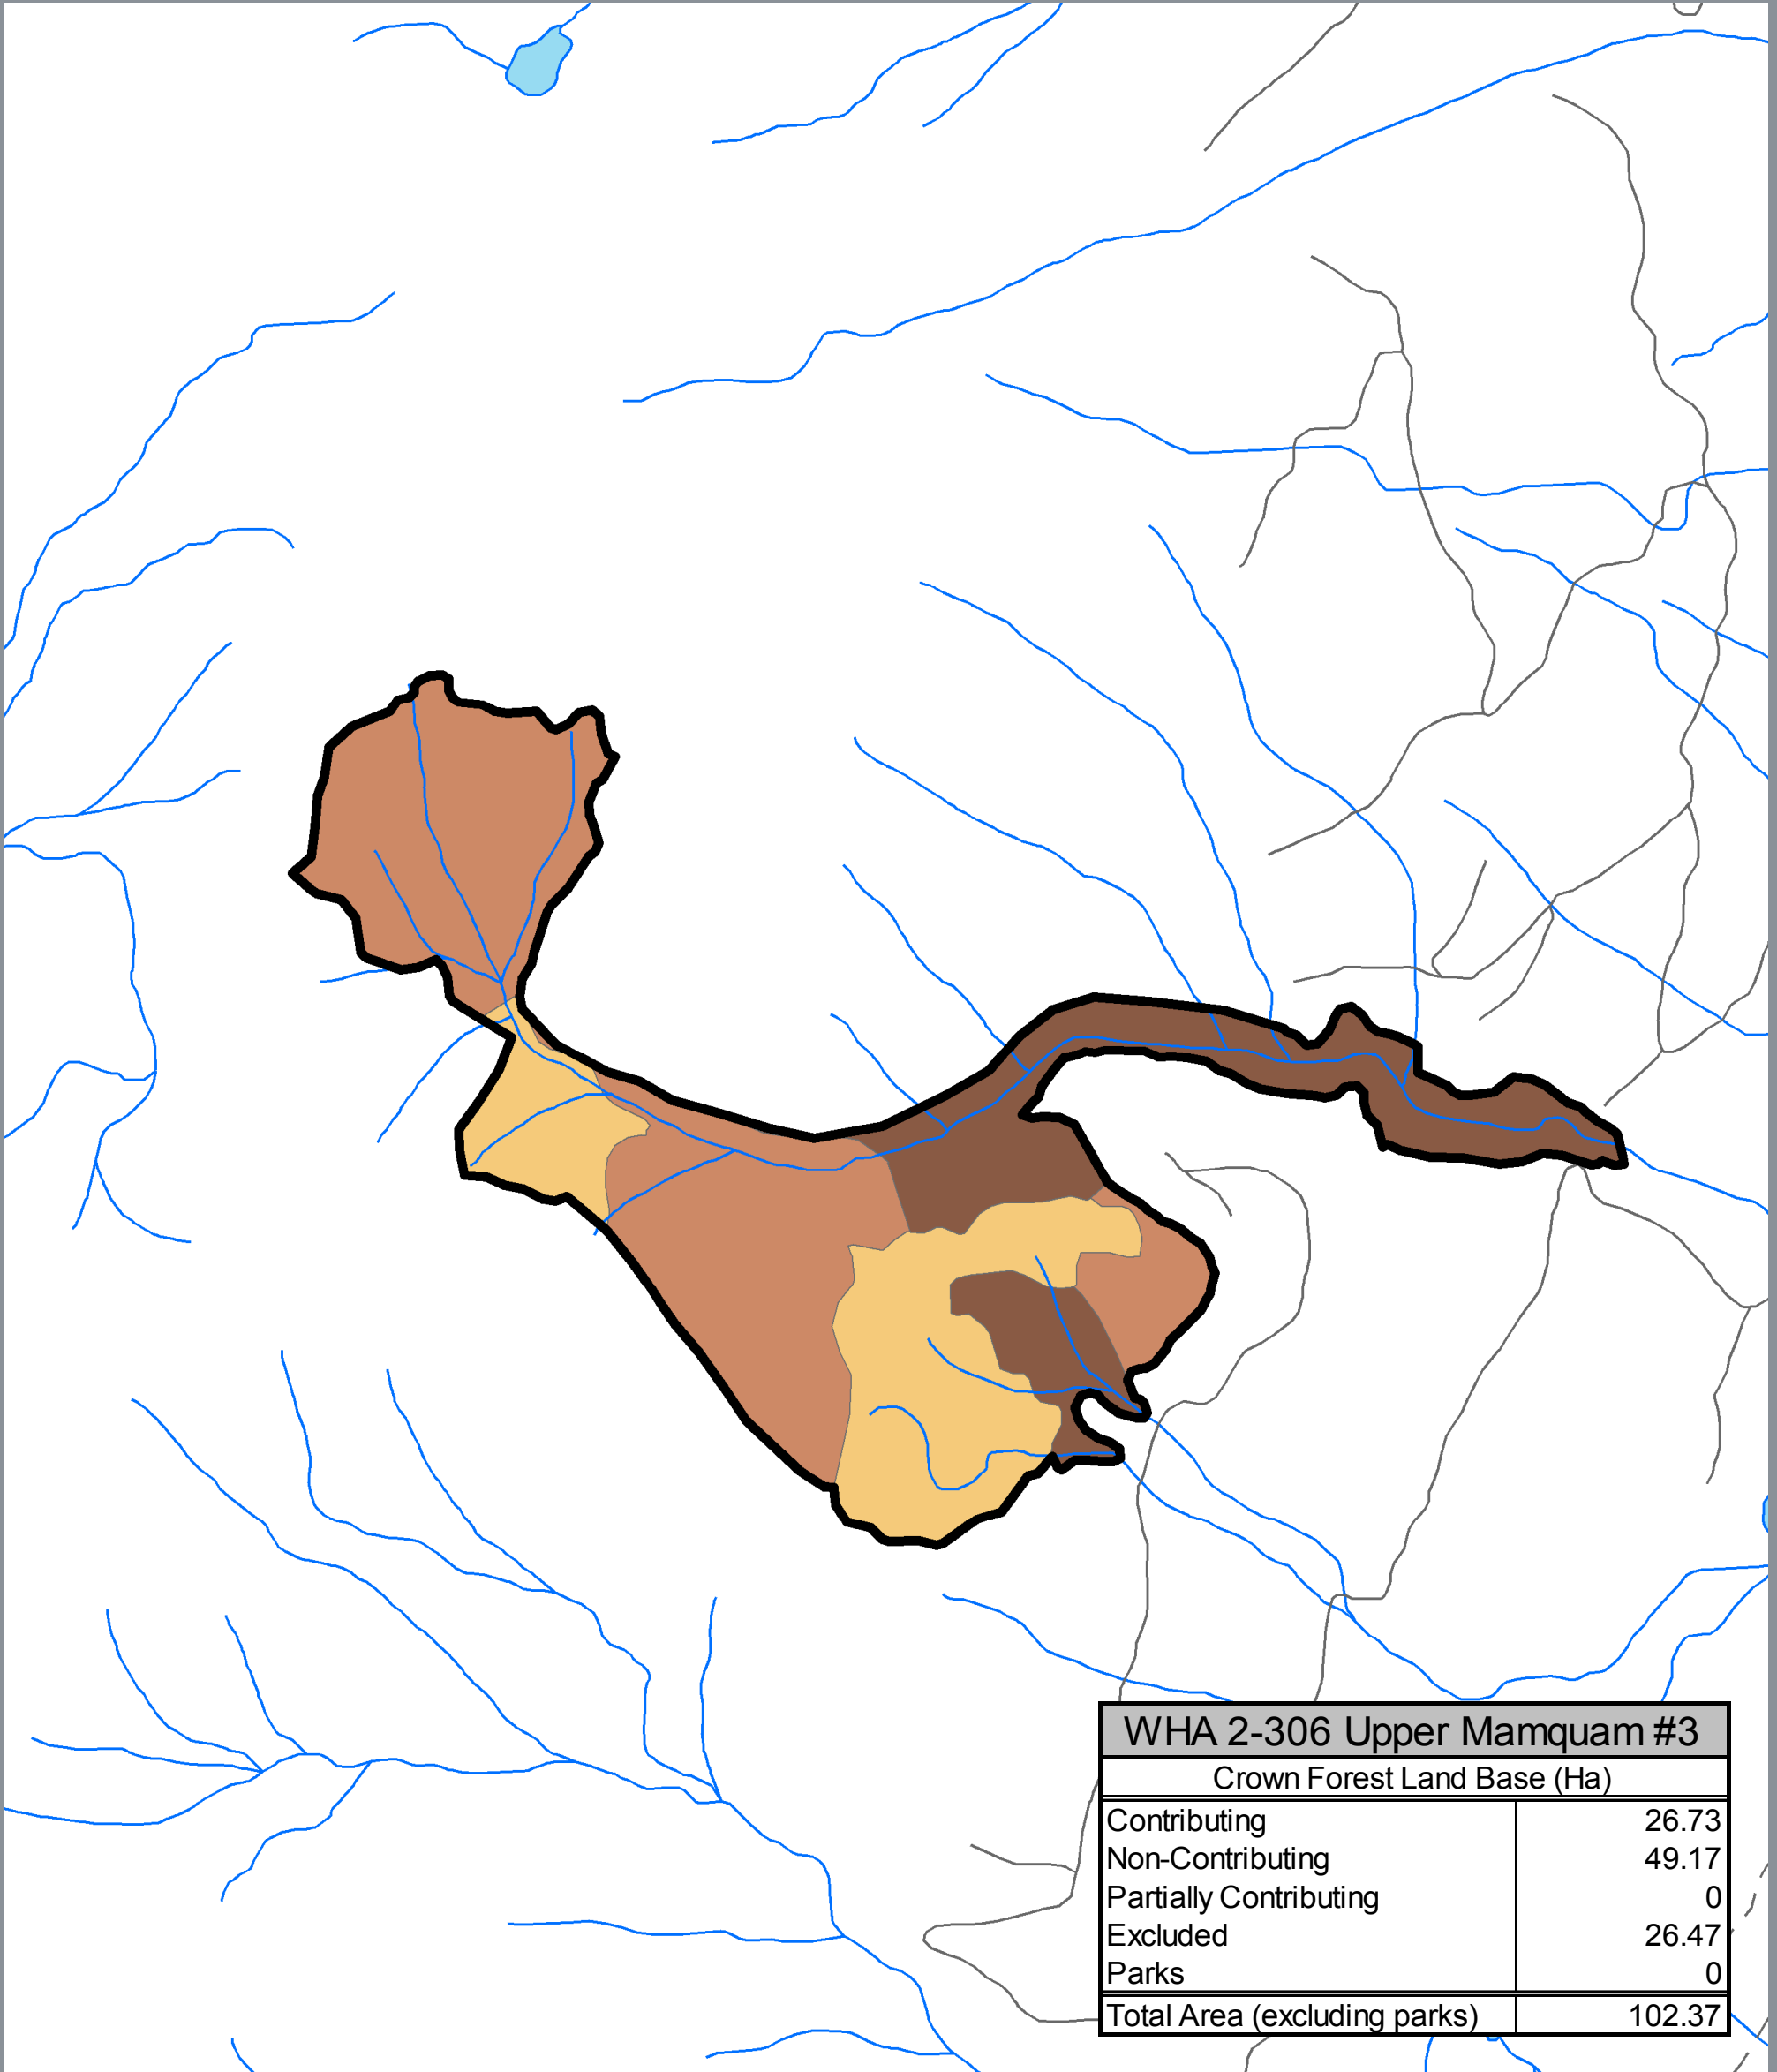 WHA 2-306 Upper Mamquam #3
Crown Forest Land Base (Ha)
Contributing 26.73
Non-Contributing 49.17
Partially Contributing 0
Excluded 26.47
Parks 0
Total Area (excluding parks) 102.37